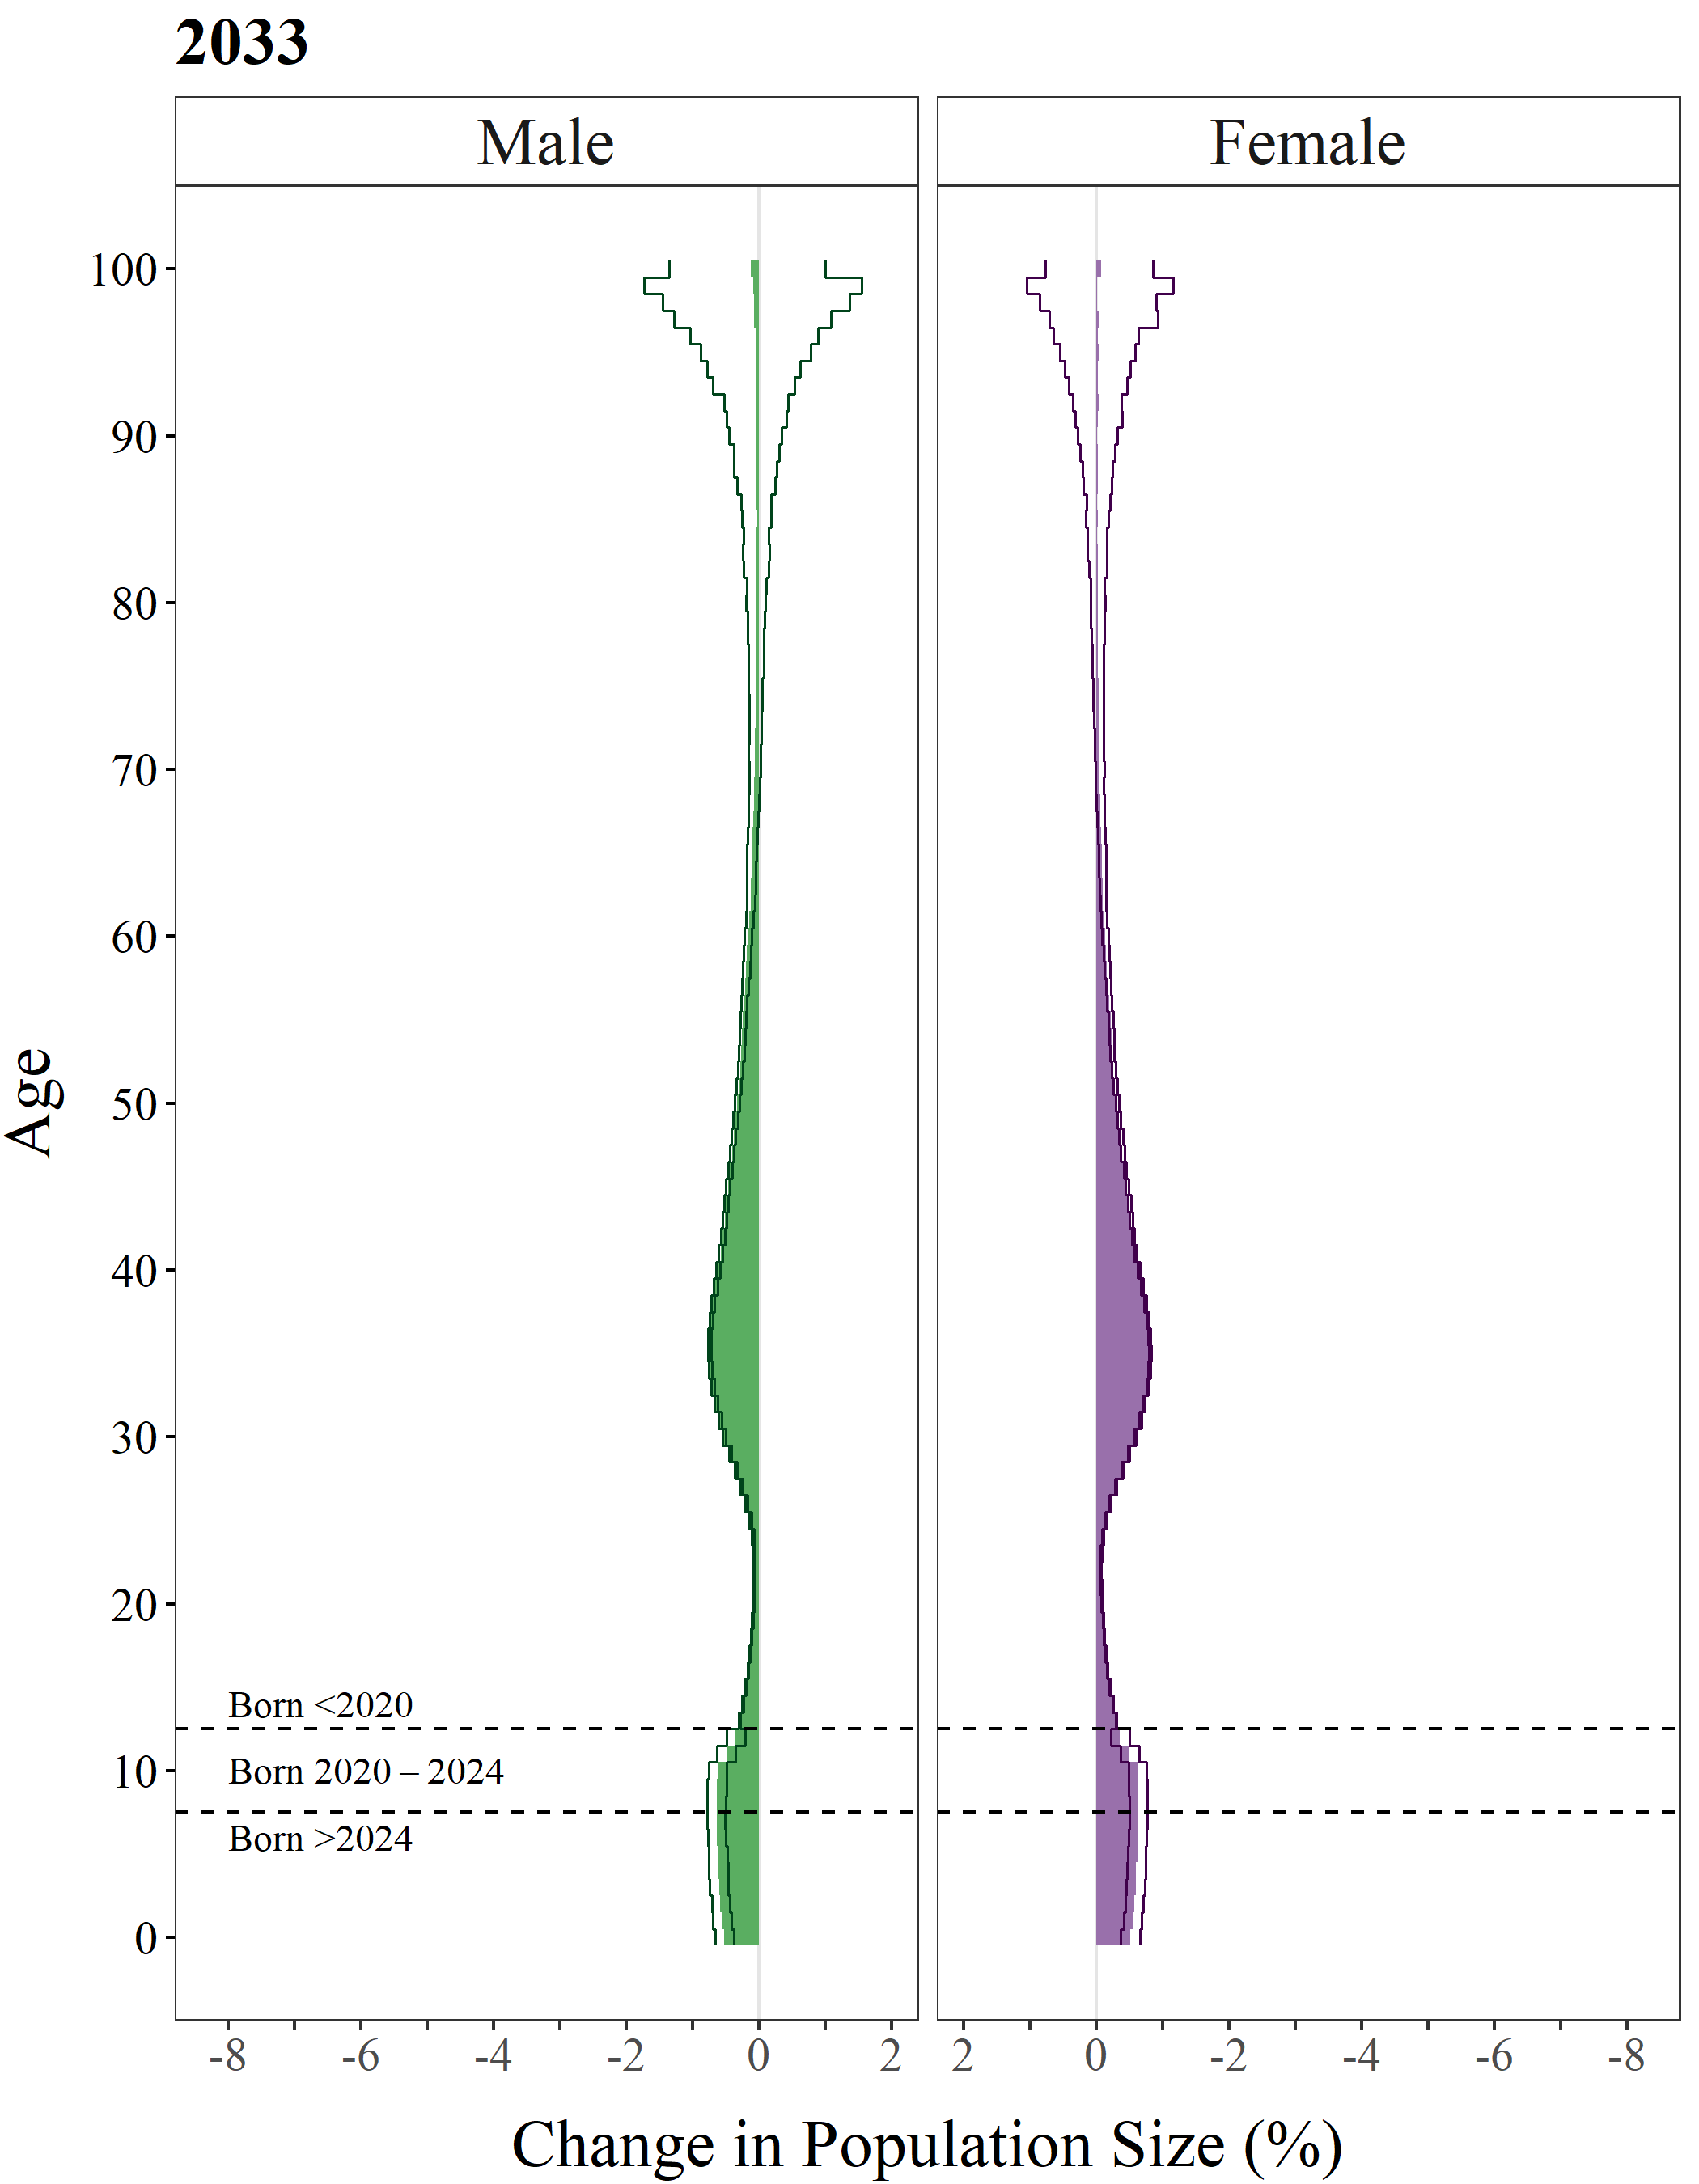 2033
Male
Female
100
90
80
70
60
50
40
30
20
10
0
Age
Born <2020
Born 2020 – 2024
Born >2024
-8 -6 -4 -2 0 2
2 0 -2 -4 -6 -8
Change in Population Size (%)